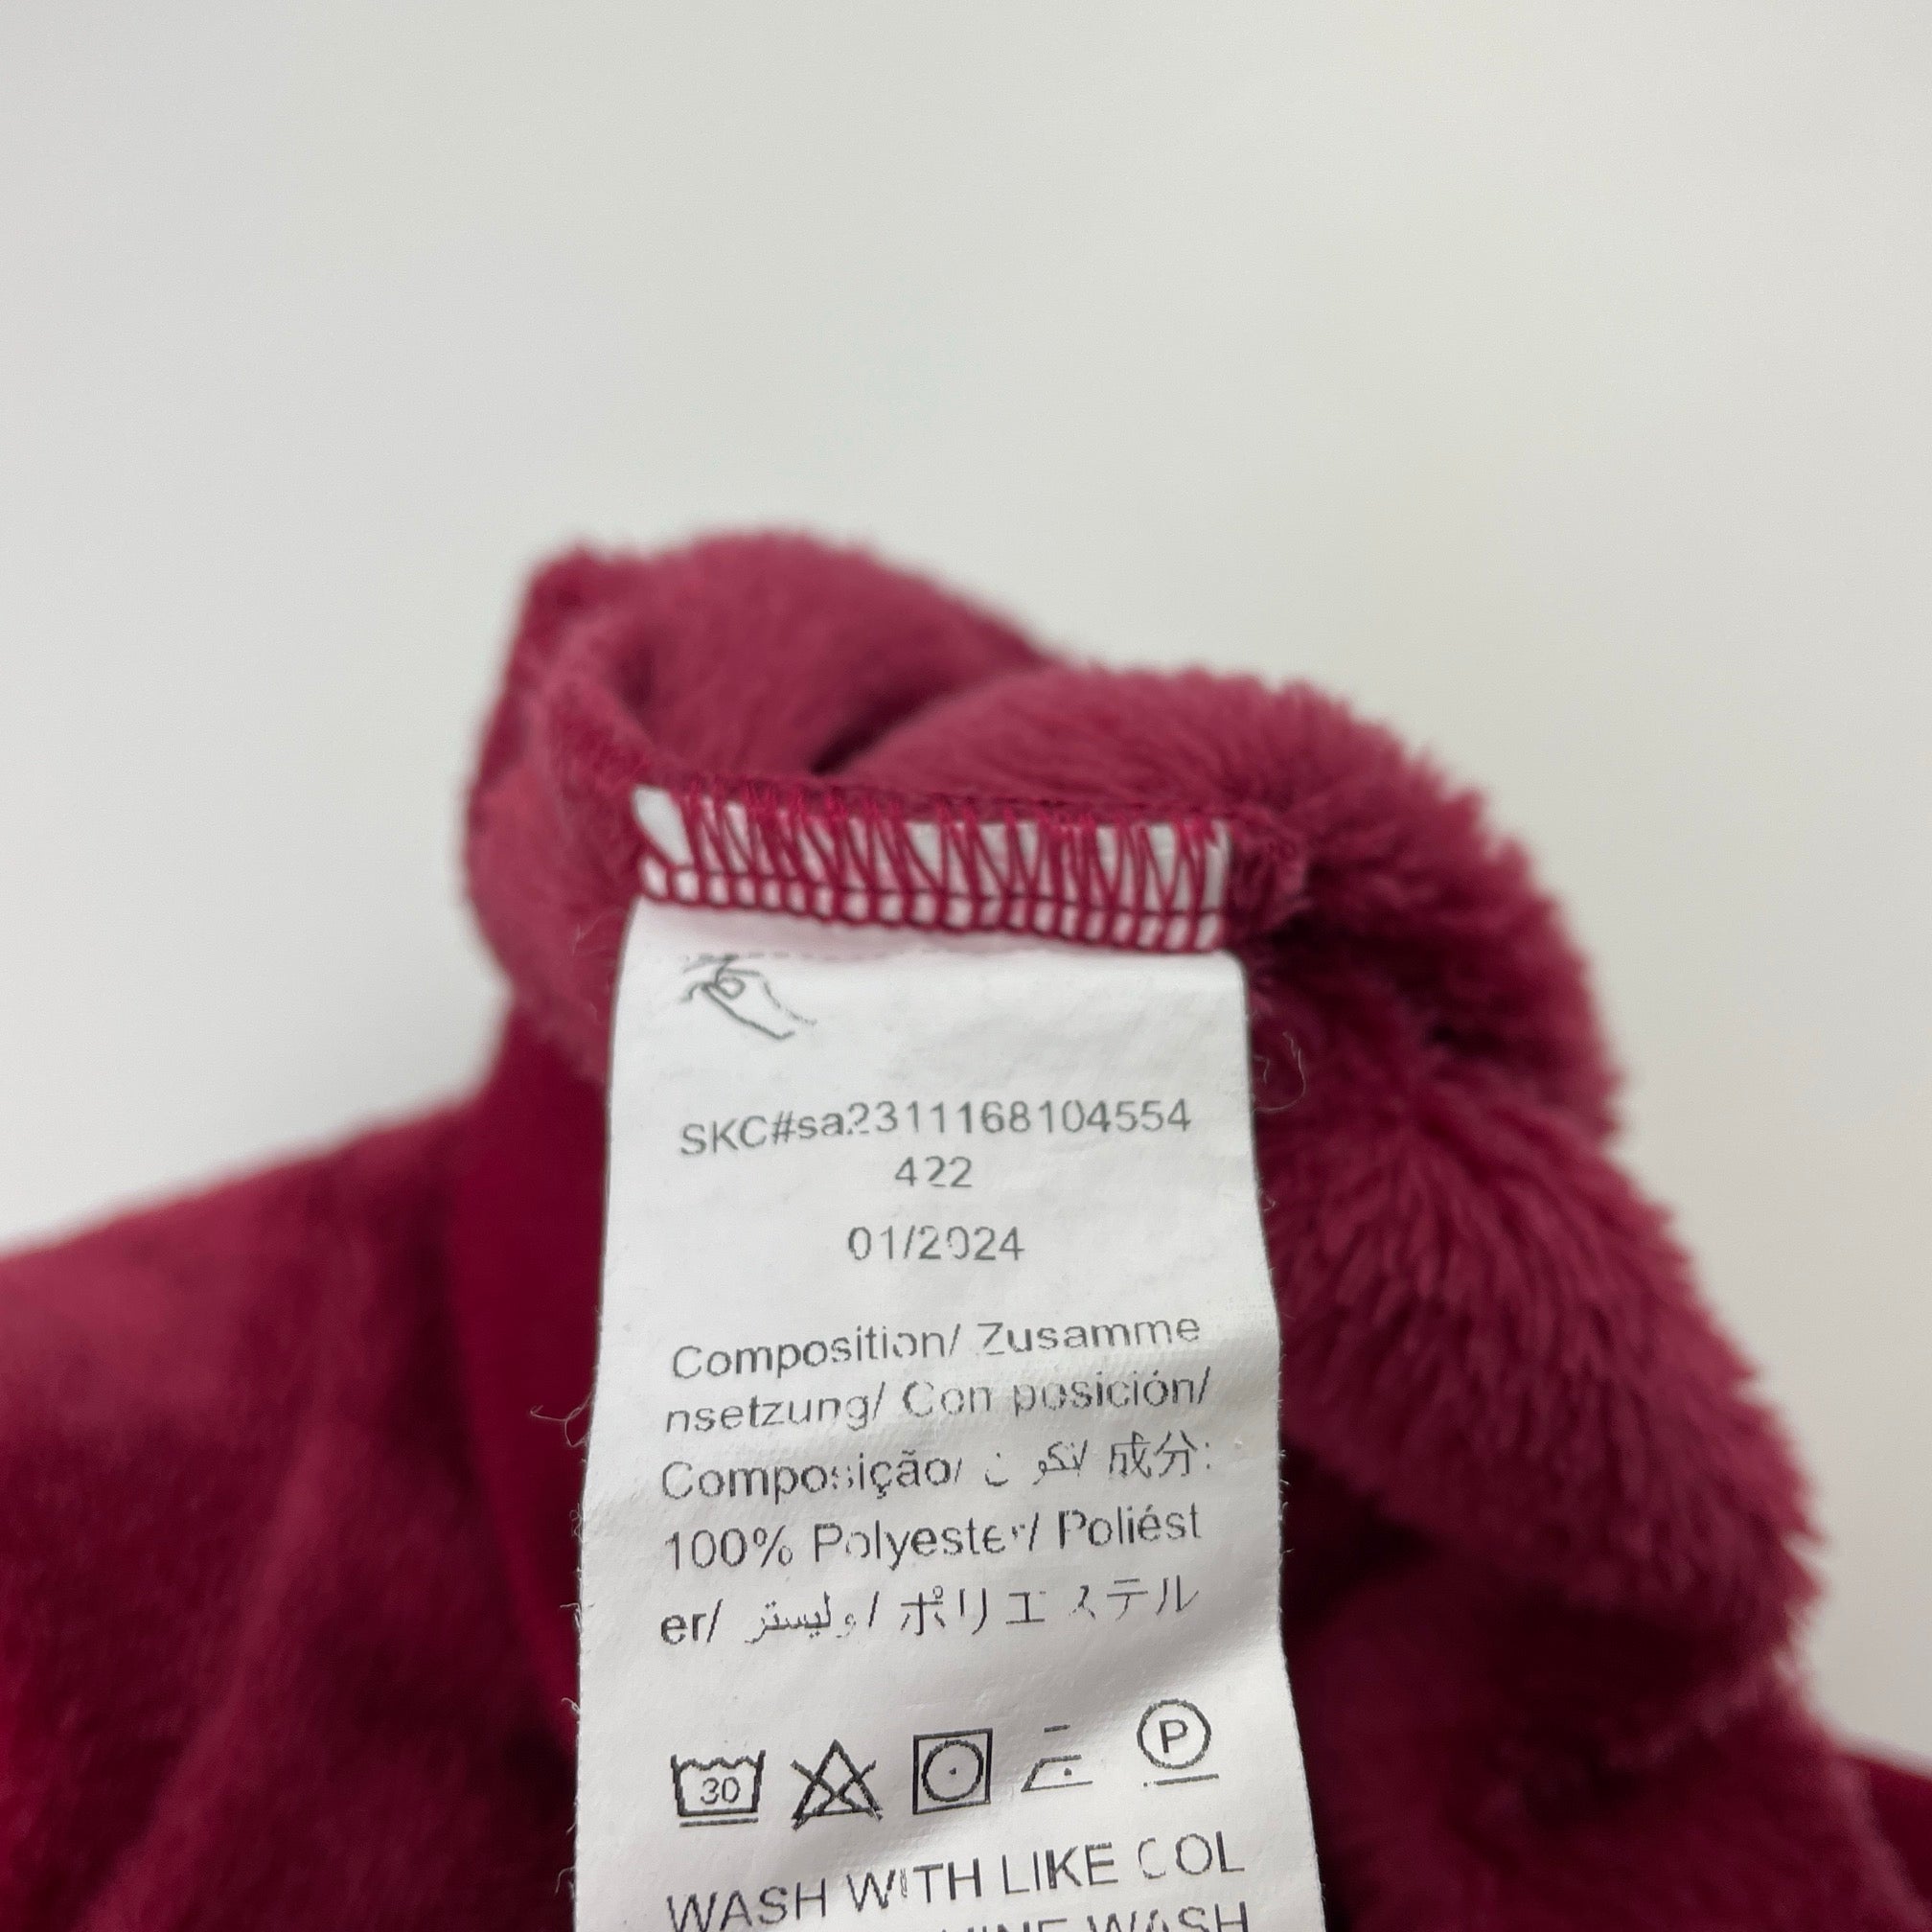 SKC#sa2311168104554
422
01/2024
Composition/ Zusamme
nsetzung/ Composición/
Composição/ تكوين/ 成分:
100% Polyester/ Poliést
er/ بوليستر/ ポリエステル
30
P
WASH WITH LIKE COL
WASH